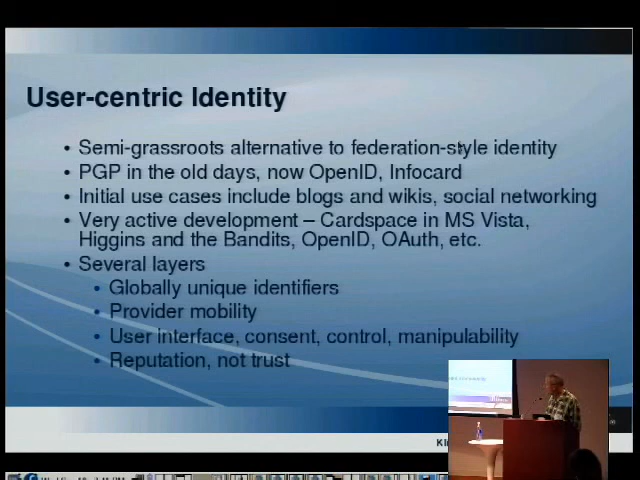 User-centric Identity
• Semi-grassroots alternative to federation-style identity
• PGP in the old days, now OpenID, Infocard
• Initial use cases include blogs and wikis, social networking
• Very active development – Cardspace in MS Vista,
Higgins and the Bandits, OpenID, OAuth, etc.
• Several layers
• Globally unique identifiers
• Provider mobility
• User interface, consent, control, manipulability
• Reputation, not trust